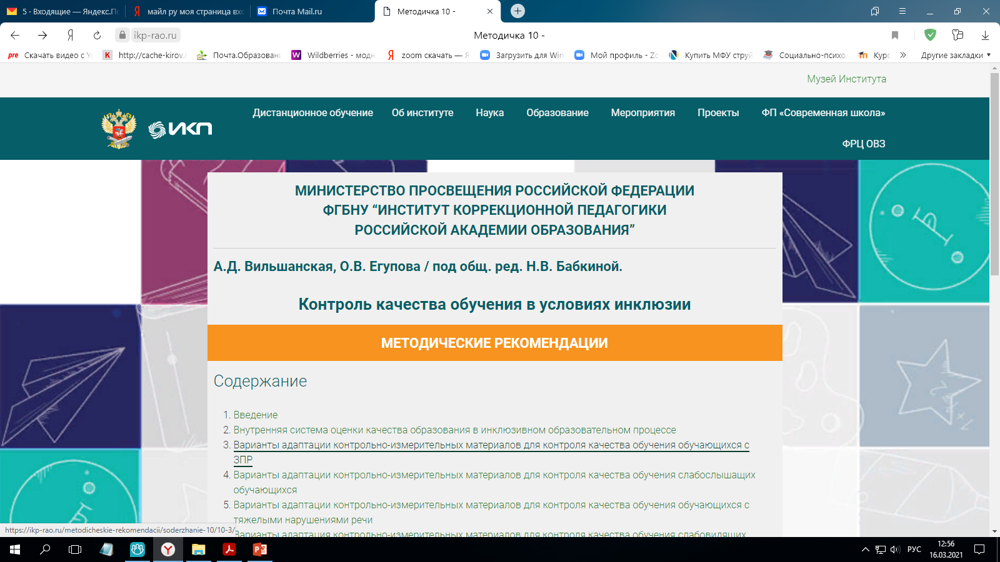 5 · Входящие — Яндекс.По
майл ру моя страница вхо
Почта Mail.ru
Методичка 10 -
ikp-rao.ru
Методичка 10 -
Скачать видео с Yo
http://cache-kirov.r
Почта.Образовани
Wildberries - модн
zoom скачать — Я
Загрузить для Win
Мой профиль - Zo
Купить МФУ струй
Социально-психол
Курс
Другие закладки
Музей Института
ИКП
Дистанционное обучение
Об институте
Наука
Образование
Мероприятия
Проекты
ФП «Современная школа»
ФРЦ ОВЗ
МИНИСТЕРСТВО ПРОСВЕЩЕНИЯ РОССИЙСКОЙ ФЕДЕРАЦИИ
ФГБНУ “ИНСТИТУТ КОРРЕКЦИОННОЙ ПЕДАГОГИКИ
РОССИЙСКОЙ АКАДЕМИИ ОБРАЗОВАНИЯ”
А.Д. Вильшанская, О.В. Егупова / под общ. ред. Н.В. Бабкиной.
Контроль качества обучения в условиях инклюзии
МЕТОДИЧЕСКИЕ РЕКОМЕНДАЦИИ
Содержание
1. Введение
2. Внутренняя система оценки качества образования в инклюзивном образовательном процессе
3. Варианты адаптации контрольно-измерительных материалов для контроля качества обучения обучающихся с
ЗПР
4. Варианты адаптации контрольно-измерительных материалов для контроля качества обучения слабослышащих
обучающихся
5. Варианты адаптации контрольно-измерительных материалов для контроля качества обучения обучающихся с
тяжелыми нарушениями речи
Варианты адаптации контрольно-измерительных материалов для контроля качества обучения слабовидящих
https://ikp-rao.ru/metodicheskie-rekomendacii/soderzhanie-10/10-3/
РУС
12:56
16.03.2021